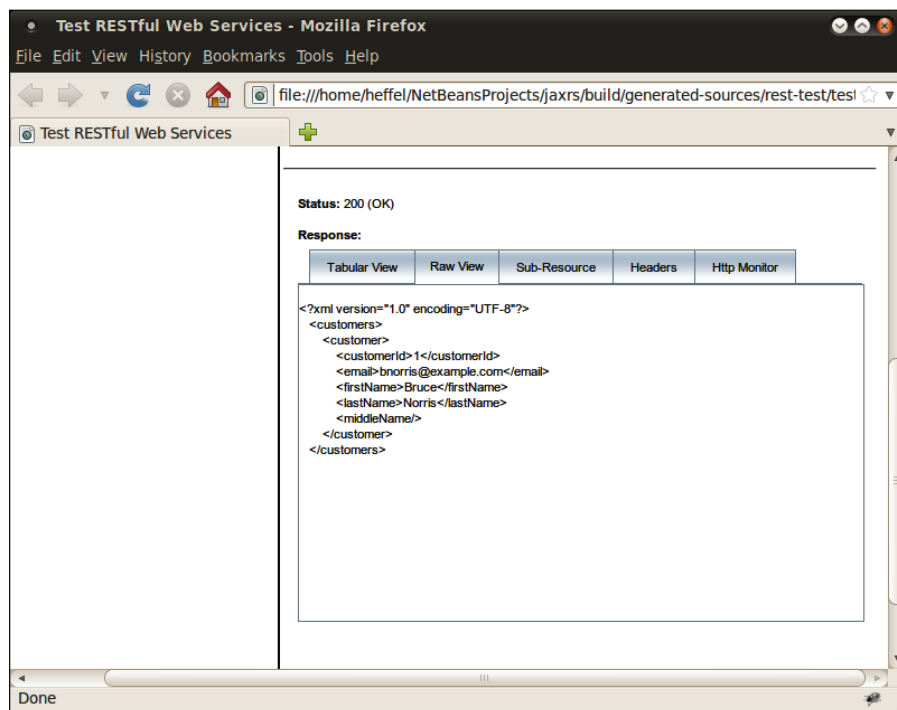 Test RESTful Web Services - Mozilla Firefox
File Edit View History Bookmarks Tools Help
file:///home/heffel/NetBeansProjects/jaxrs/build/generated-sources/rest-test/test
Test RESTful Web Services
Status: 200 (OK)
Response:
Tabular View Raw View Sub-Resource Headers Http Monitor
<?xml version="1.0" encoding="UTF-8"?>
<customers>
<customer>
<customerId>1</customerId>
<email>bnorris@example.com</email>
<firstName>Bruce</firstName>
<lastName>Norris</lastName>
<middleName/>
</customer>
</customers>
Done